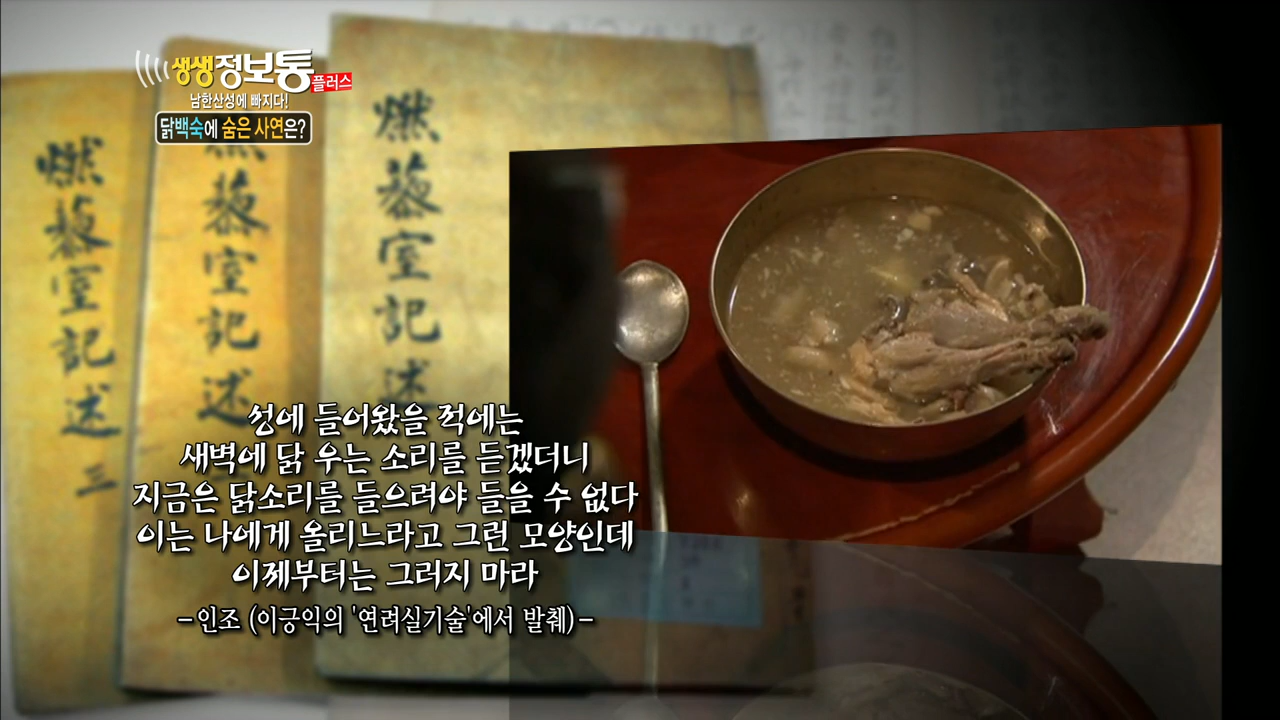 생생정보통
플러스
남한산성에 빠지다!
닭백숙에 숨은 사연은?
燃藜室記述
燃藜室記述
燃藜室記述 三
성에 들어왔을 적에는
새벽에 닭 우는 소리를 듣겠더니
지금은 닭소리를 들으려야 들을 수 없다
이는 나에게 올리느라고 그런 모양인데
이제부터는 그러지 마라
-인조 (이긍익의 '연려실기술'에서 발췌)-